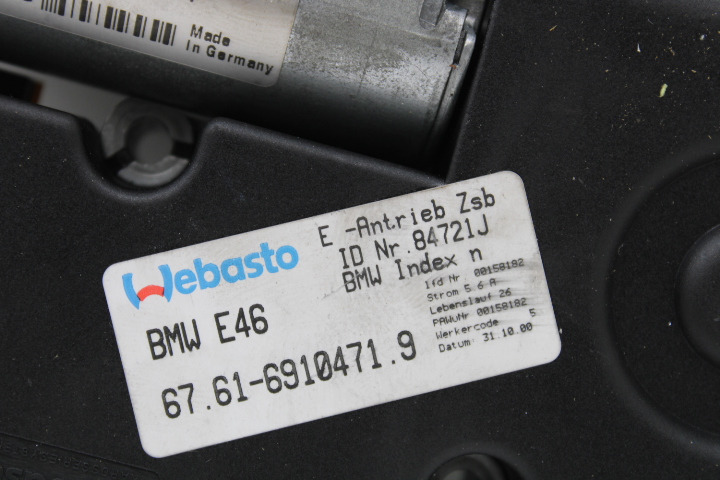 Made
In Germany
Webasto
E -Antrieb Zsb
ID Nr.84721J
BMW Index n
lfd Nr 00158182
Strom 5 6 A
Lebenslauf 26
PAWuNr 00158182
Werkercode 5
Datum 31.10.00
BMW E46
67.61-6910471.9